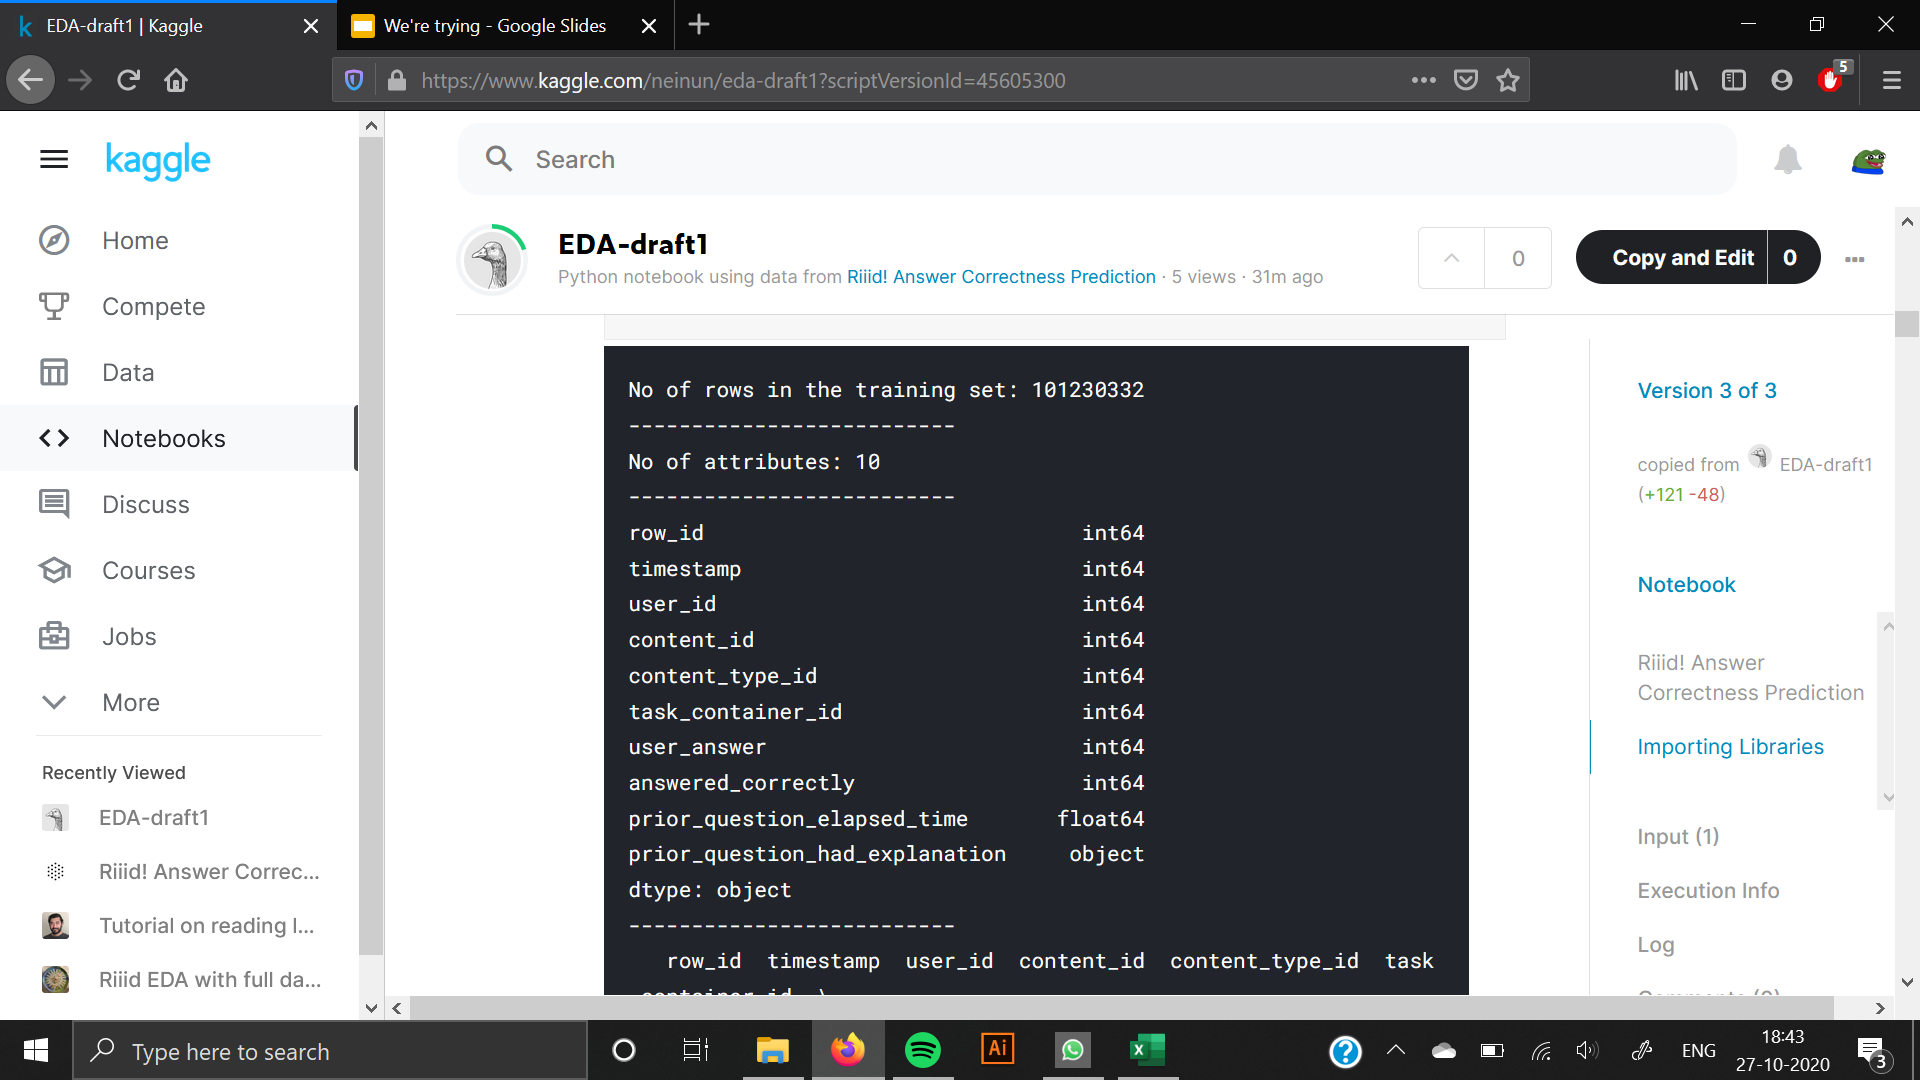 EDA-draft1 | Kaggle
We're trying - Google Slides
https://www.kaggle.com/neinun/eda-draft1?scriptVersionId=45605300
5
kaggle
Search
Home
Compete
Data
Notebooks
Discuss
Courses
Jobs
More
Recently Viewed
EDA-draft1
Riiid! Answer Correc...
Tutorial on reading l...
Riiid EDA with full da...
EDA-draft1
Python notebook using data from Riiid! Answer Correctness Prediction · 5 views · 31m ago
0
Copy and Edit 0
No of rows in the training set: 101230332
--------------------------
No of attributes: 10
--------------------------
row_id int64
timestamp int64
user_id int64
content_id int64
content_type_id int64
task_container_id int64
user_answer int64
answered_correctly int64
prior_question_elapsed_time float64
prior_question_had_explanation object
dtype: object
--------------------------
row_id timestamp user_id content_id content_type_id task
_container_id \
Version 3 of 3
copied from EDA-draft1
(+121 -48)
Notebook
Riiid! Answer
Correctness Prediction
Importing Libraries
Input (1)
Execution Info
Log
Comments (0)
Type here to search
Ai
ENG
18:43
27-10-2020
3